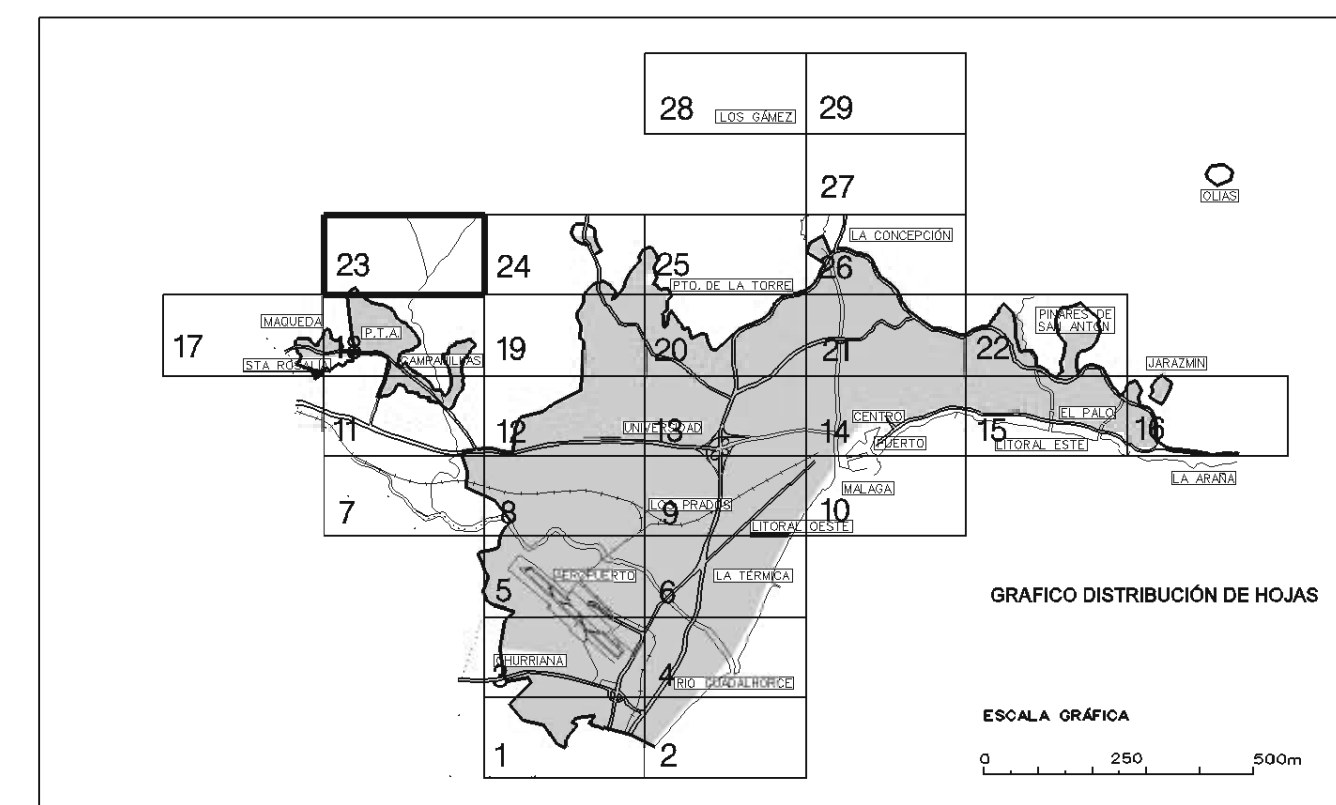 28 LOS GÁMEZ 29
27
OLIAS
LA CONCEPCIÓN
23 24 25 26
PTO. DE LA TORRE
MAQUEDA
P.T.A.
PINARES DE
SAN ANTON
17 18 19 20 21 22
STA ROSALIA
CAMPANILLAS
JARAZMIN
EL PALO
CENTRO
UNIVERSIDAD
11 12 13 14 15 16
PUERTO
LITORAL ESTE
LA ARAÑA
MALAGA
LOS PRADOS
7 8 9 10
LITORAL OESTE
AEROPUERTO
LA TÉRMICA
5 6
GRAFICO DISTRIBUCIÓN DE HOJAS
CHURRIANA
3 4
RIO GUADALHORCE
ESCALA GRÁFICA
1 2
0 250 500m